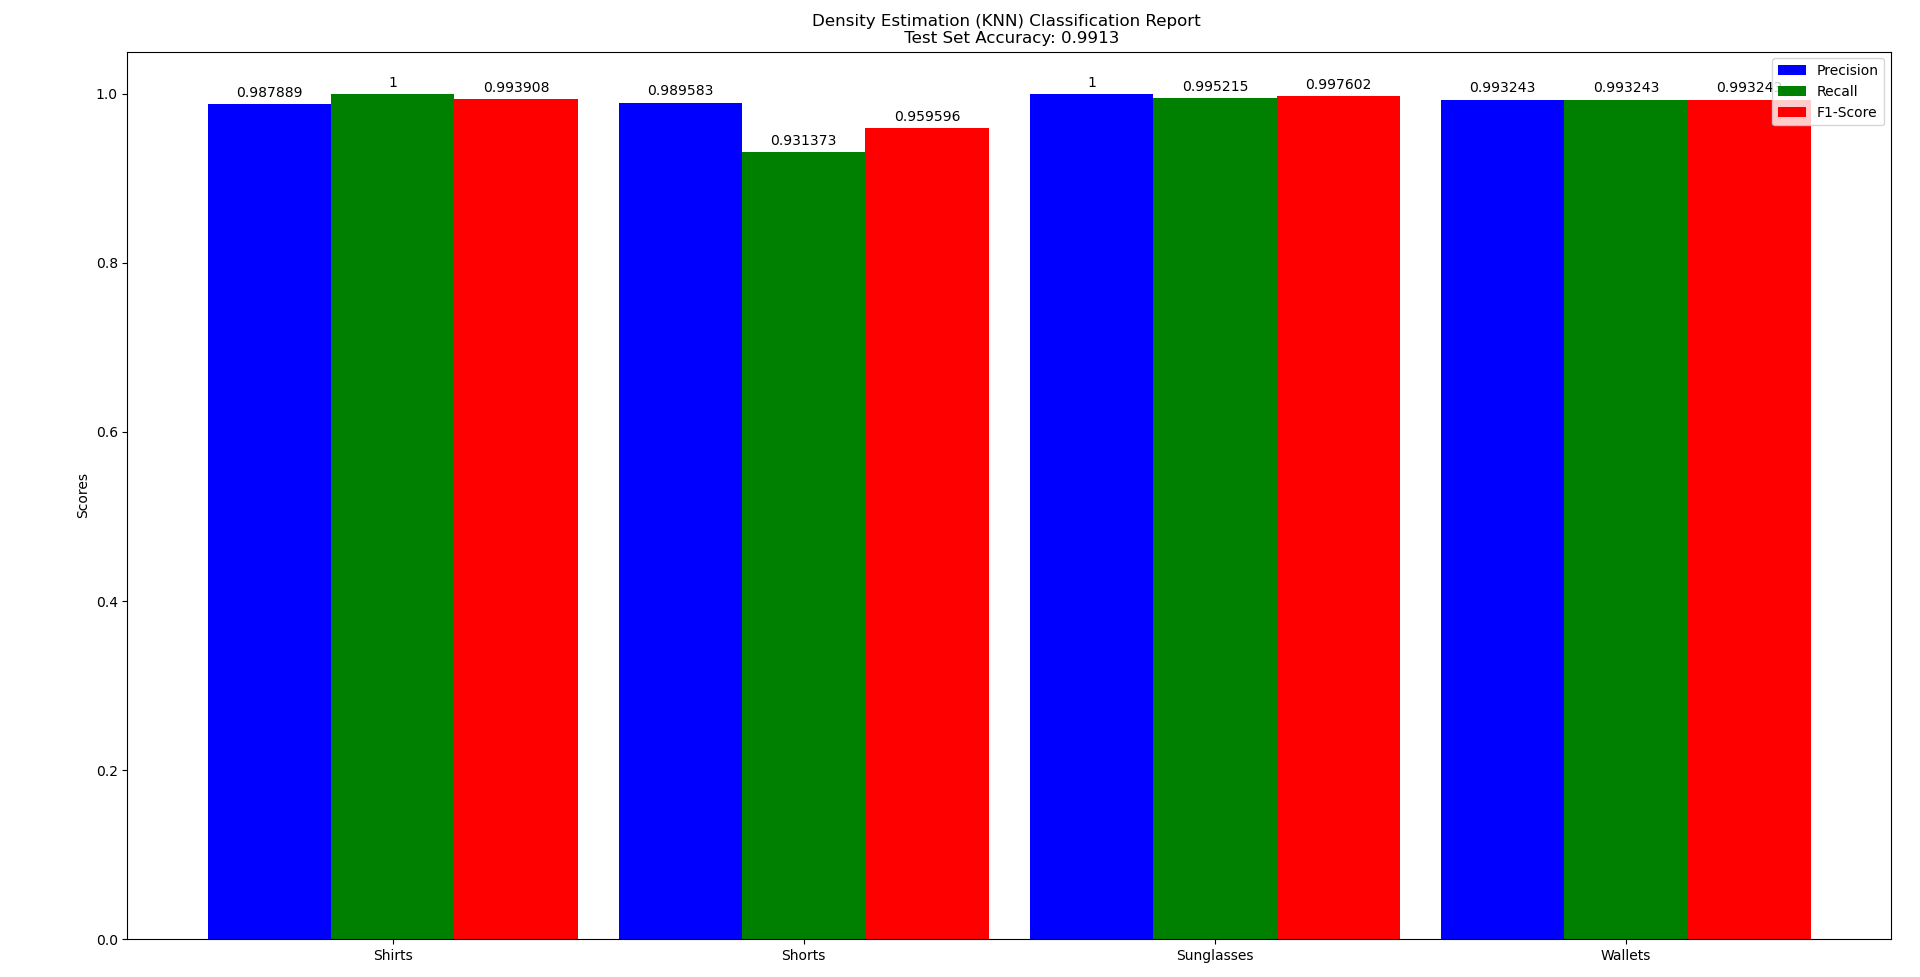 Density Estimation (KNN) Classification Report
Test Set Accuracy: 0.9913
Precision
Recall
F1-Score
0.987889
1
0.993908
0.989583
0.931373
0.959596
1
0.995215
0.997602
0.993243
0.993243
0.993243
1.0
0.8
0.6
0.4
0.2
0.0
Scores
Shirts
Shorts
Sunglasses
Wallets